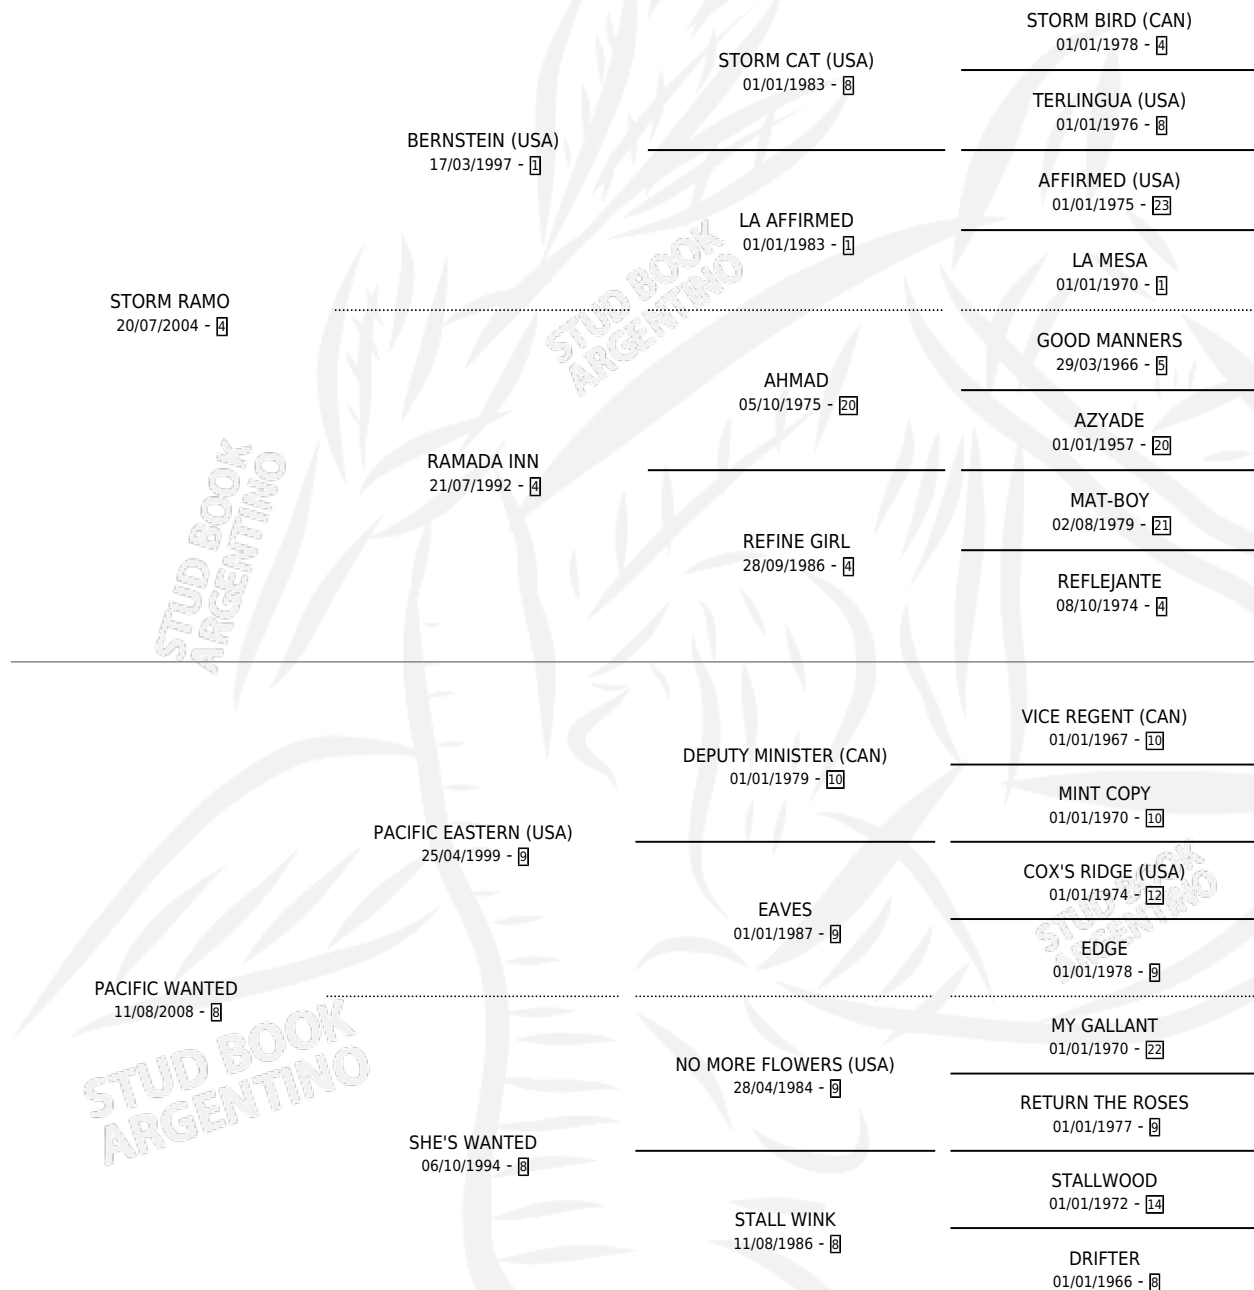 STORM BIRD (CAN)
01/01/1978 - 4
STORM CAT (USA)
01/01/1983 - 8
TERLINGUA (USA)
01/01/1976 - 8
BERNSTEIN (USA)
17/03/1997 - 1
AFFIRMED (USA)
01/01/1975 - 23
LA AFFIRMED
01/01/1983 - 1
LA MESA
01/01/1970 - 1
STORM RAMO
20/07/2004 - 4
STUD BOOK
ARGENTINO
GOOD MANNERS
29/03/1966 - 5
AHMAD
05/10/1975 - 20
AZYADE
01/01/1957 - 20
RAMADA INN
21/07/1992 - 4
MAT-BOY
02/08/1979 - 21
REFINE GIRL
28/09/1986 - 4
REFLEJANTE
08/10/1974 - 4
STUD BOOK
ARGENTINO
VICE REGENT (CAN)
01/01/1967 - 10
DEPUTY MINISTER (CAN)
01/01/1979 - 10
MINT COPY
01/01/1970 - 10
PACIFIC EASTERN (USA)
25/04/1999 - 9
COX'S RIDGE (USA)
01/01/1974 - 12
STUD BOOK
ARGENTINO
EAVES
01/01/1987 - 9
EDGE
01/01/1978 - 9
PACIFIC WANTED
11/08/2008 - 8
STUD BOOK
ARGENTINO
MY GALLANT
01/01/1970 - 22
NO MORE FLOWERS (USA)
28/04/1984 - 9
RETURN THE ROSES
01/01/1977 - 9
SHE'S WANTED
06/10/1994 - 8
STALLWOOD
01/01/1972 - 14
STALL WINK
11/08/1986 - 8
DRIFTER
01/01/1966 - 8